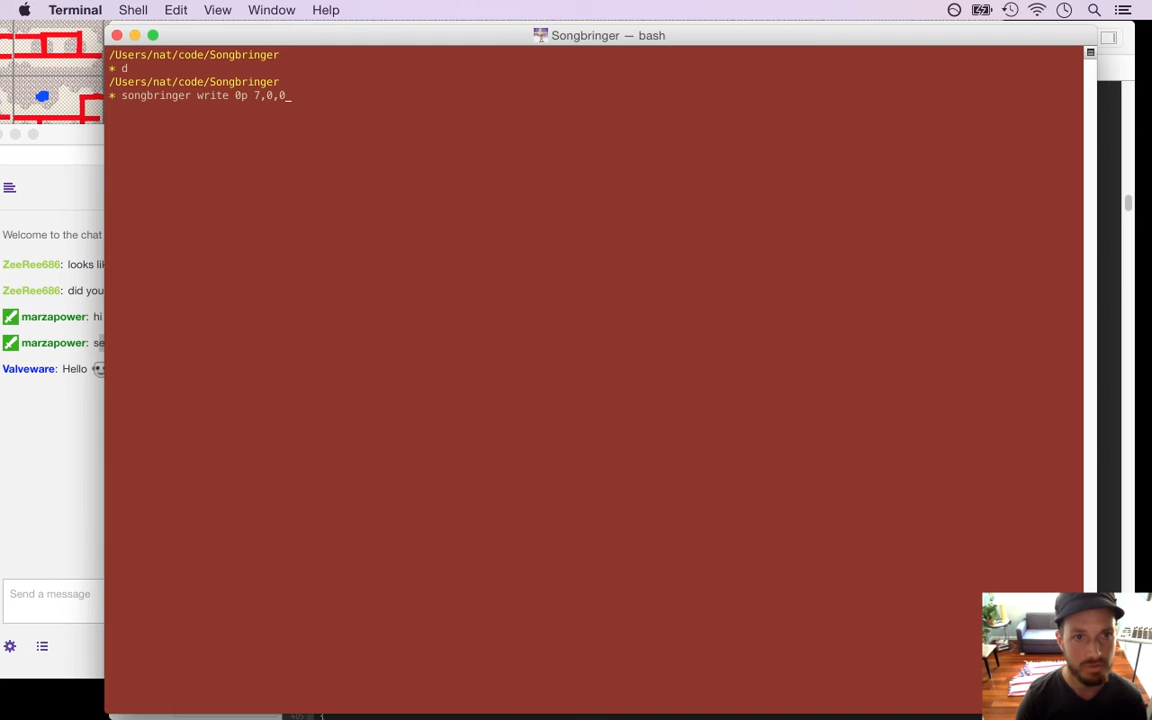 Terminal Shell Edit View Window Help
Songbringer — bash
/Users/nat/code/Songbringer
* d
/Users/nat/code/Songbringer
* songbringer write 0p 7,0,0_
Welcome to the chat
ZeeRee686: looks li
ZeeRee686: did you
marzapower: hi
marzapower: se
Valveware: Hello
Send a message
{